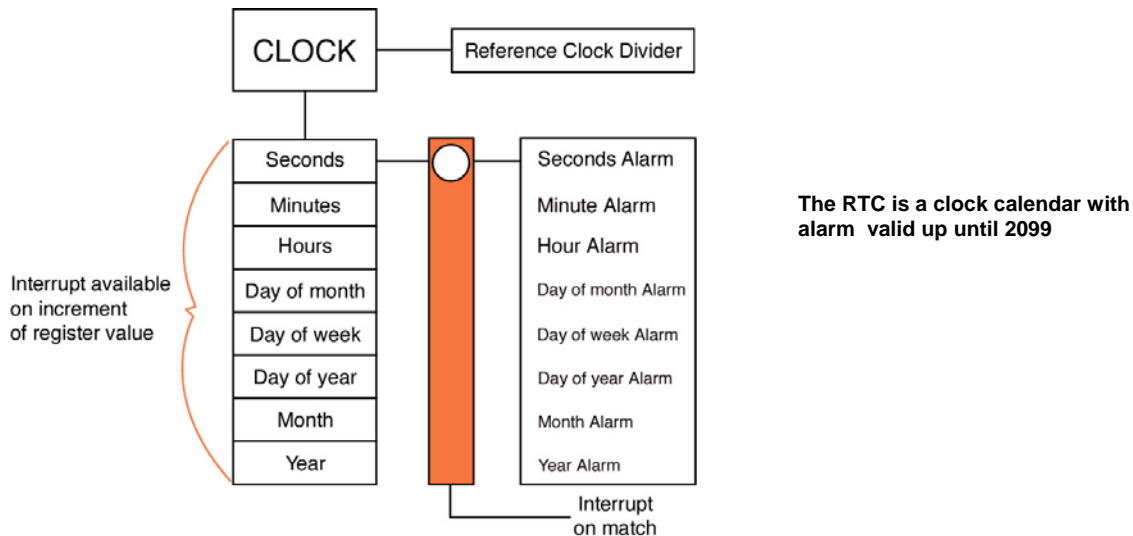 CLOCK
Reference Clock Divider
Seconds
Minutes
Hours
Day of month
Day of week
Day of year
Month
Year
Interrupt available
on increment
of register value
Seconds Alarm
Minute Alarm
Hour Alarm
Day of month Alarm
Day of week Alarm
Day of year Alarm
Month Alarm
Year Alarm
Interrupt
on match
The RTC is a clock calendar with
alarm valid up until 2099